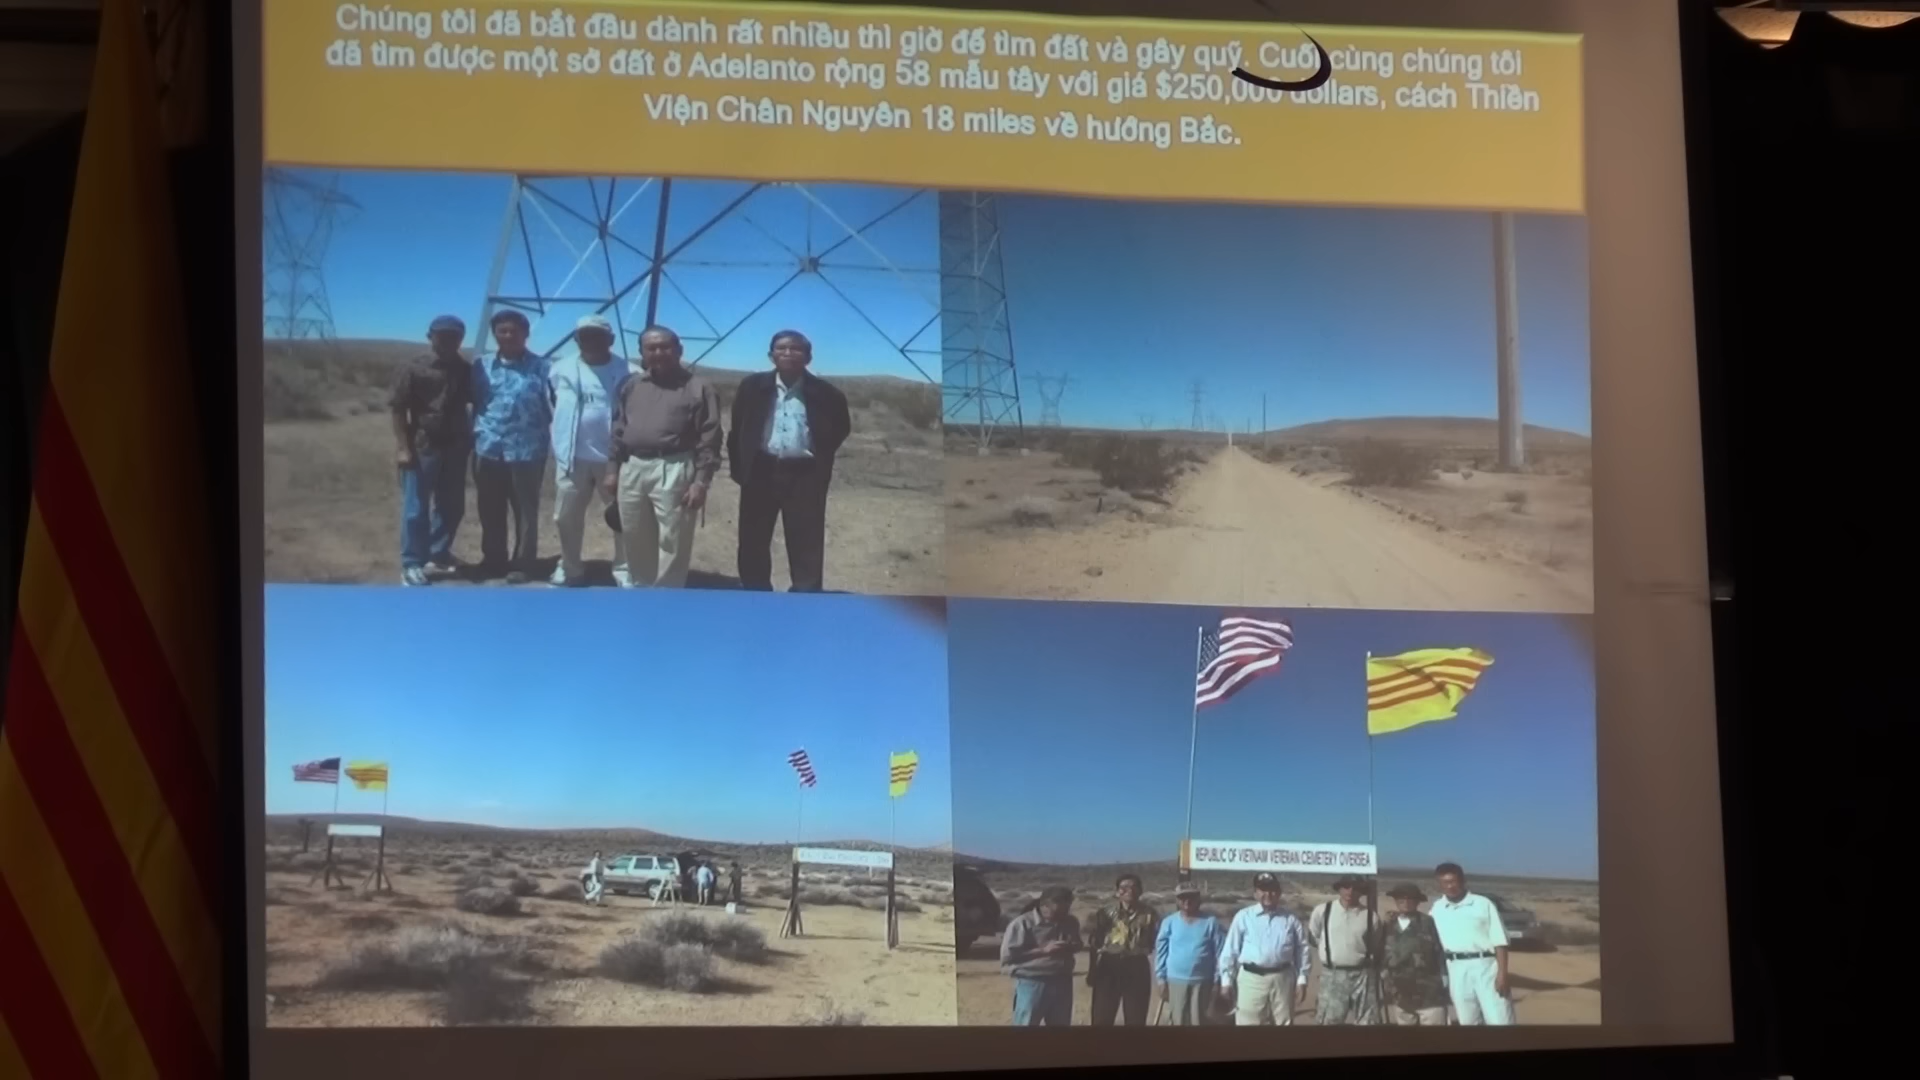 Chúng tôi đã bắt đầu dành rất nhiều thì giờ để tìm đất và gây quỹ. Cuối cùng chúng tôi
đã tìm được một sở đất ở Adelanto rộng 58 mẫu tây với giá $250,000 dollars, cách Thiền
Viện Chân Nguyên 18 miles về hướng Bắc.
REPUBLIC OF VIETNAM VETERAN CEMETERY OVERSEA